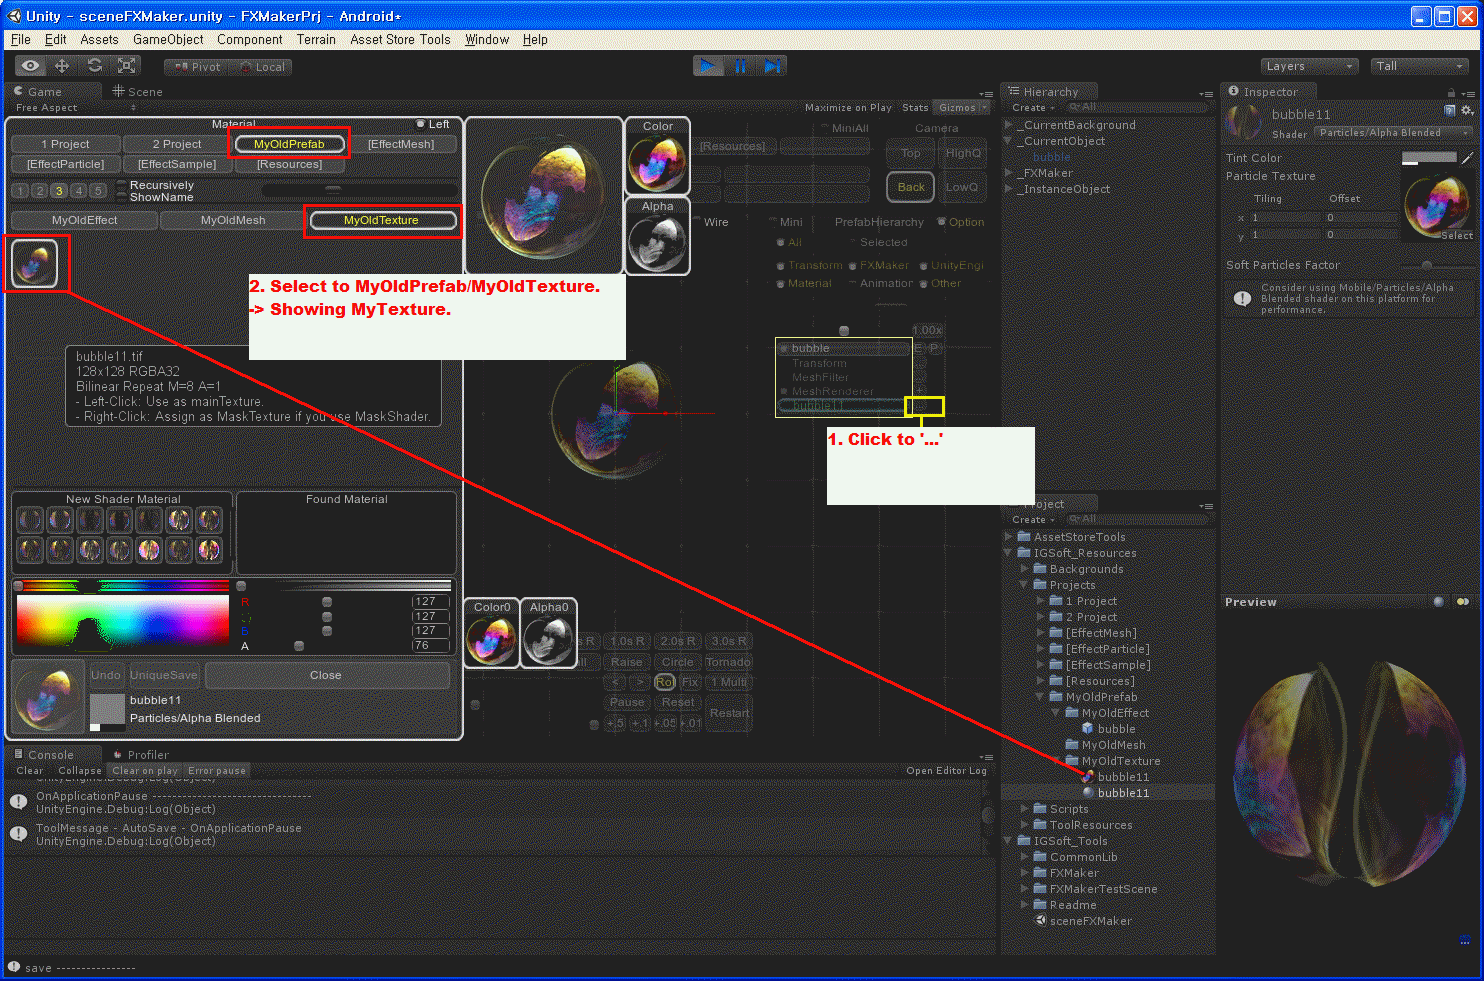 Unity - sceneFXMaker.unity - FXMakerPrj - Android*
File Edit Assets GameObject Component Terrain Asset Store Tools Window Help
Pivot Local
Layers Tall
Game Scene
Free Aspect
Maximize on Play Stats Gizmos
Material Left
1 Project 2 Project MyOldPrefab [EffectMesh]
[EffectParticle] [EffectSample] [Resources]
1 2 3 4 5 Recursively
ShowName
MyOldEffect MyOldMesh MyOldTexture
Color
Alpha
[Resources]
MiniAll Camera
Top HighQ
Back LowQ
Wire Mini PrefabHierarchy Option
All Selected
Transform FXMaker UnityEngi
Material Animation Other
2. Select to MyOldPrefab/MyOldTexture.
-> Showing MyTexture.
bubble11.tif
128x128 RGBA32
Bilinear Repeat M=8 A=1
- Left-Click: Use as mainTexture.
- Right-Click: Assign as MaskTexture if you use MaskShader.
1.00x
bubble E P
Transform
MeshFilter
MeshRenderer
bubble11
1. Click to '...'
New Shader Material Found Material
R 127
127
B 127
A 76
Undo UniqueSave Close
bubble11
Particles/Alpha Blended
Color0 Alpha0
s R 1.0s R 2.0s R 3.0s R
Raise Circle Tornado
< > Ro Fix 1 Multi
Pause Reset Restart
+.5 +.1 +.05 +.01
Console Profiler
Clear Collapse Clear on play Error pause Open Editor Log
UnityEngine.Debug:Log(Object)
OnApplicationPause --------------------------------
UnityEngine.Debug:Log(Object)
ToolMessage - AutoSave - OnApplicationPause
UnityEngine.Debug:Log(Object)
save ----------------
Hierarchy
Create All
_CurrentBackground
_CurrentObject
bubble
_FXMaker
_InstanceObject
Project
Create All
AssetStoreTools
IGSoft_Resources
Backgrounds
Projects
1 Project
2 Project
[EffectMesh]
[EffectParticle]
[EffectSample]
[Resources]
MyOldPrefab
MyOldEffect
bubble
MyOldMesh
MyOldTexture
bubble11
bubble11
Scripts
ToolResources
IGSoft_Tools
CommonLib
FXMaker
FXMakerTestScene
Readme
sceneFXMaker
Inspector
bubble11
Shader Particles/Alpha Blended
Tint Color
Particle Texture
Tiling Offset
x 1 0
y 1 0
Select
Soft Particles Factor
Consider using Mobile/Particles/Alpha
Blended shader on this platform for
performance.
Preview